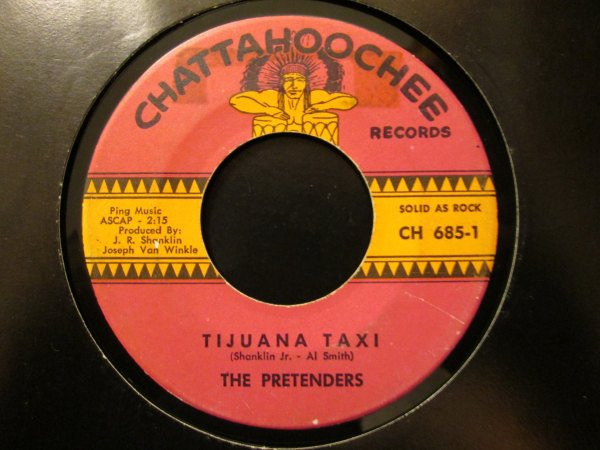 CHATTAHOOCHEE
RECORDS
Ping Music
ASCAP - 2:15
Produced By:
J. R. Shanklin
Joseph Van Winkle
SOLID AS ROCK
CH 685-1
TIJUANA TAXI
(Shanklin Jr. - Al Smith)
THE PRETENDERS